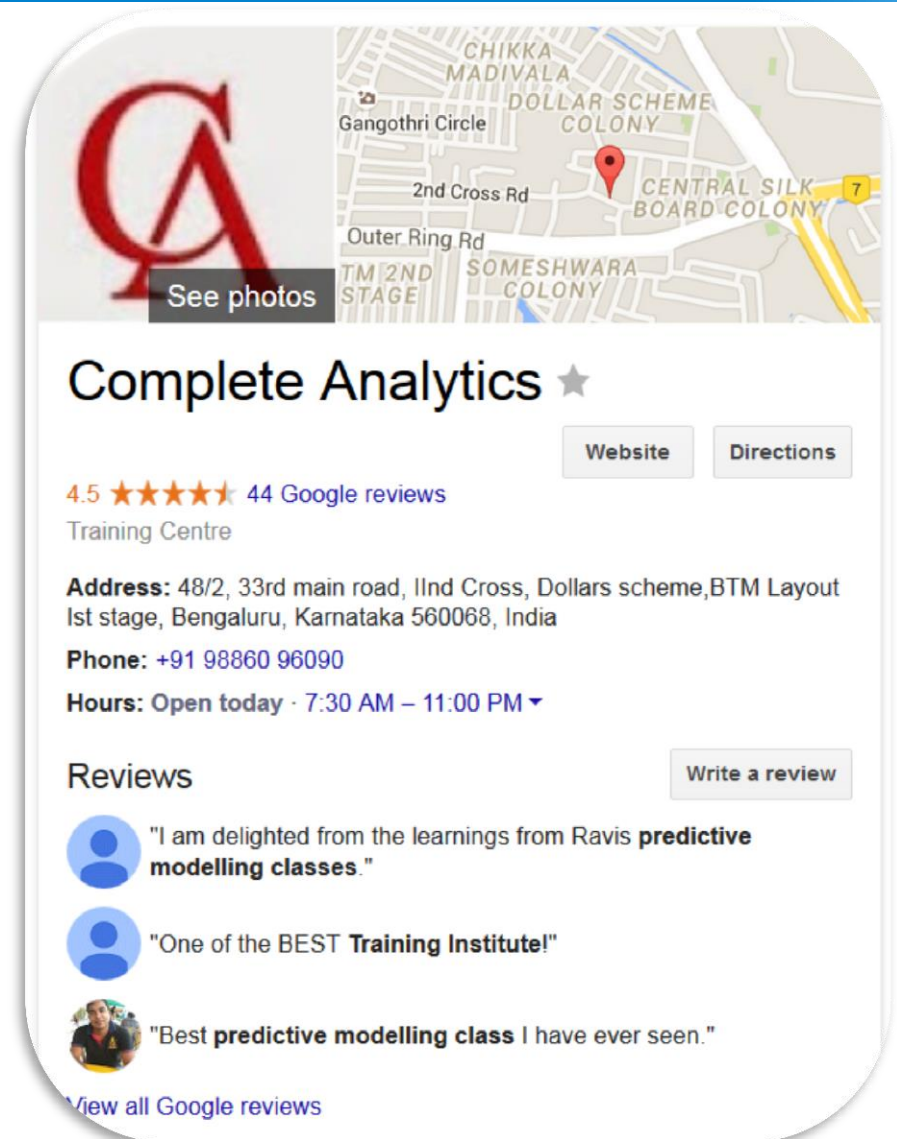 CA
See photos
CHIKKA
MADIVALA
DOLLAR SCHEME
COLONY
Gangothri Circle
2nd Cross Rd
CENTRAL SILK
BOARD COLONY
7
Outer Ring Rd
TM 2ND
STAGE
SOMESHWARA
COLONY
Complete Analytics
Website
Directions
4.5 44 Google reviews
Training Centre
Address: 48/2, 33rd main road, IInd Cross, Dollars scheme,BTM Layout
Ist stage, Bengaluru, Karnataka 560068, India
Phone: +91 98860 96090
Hours: Open today · 7:30 AM – 11:00 PM
Reviews
Write a review
"I am delighted from the learnings from Ravis predictive
modelling classes."
"One of the BEST Training Institute!"
"Best predictive modelling class I have ever seen."
View all Google reviews